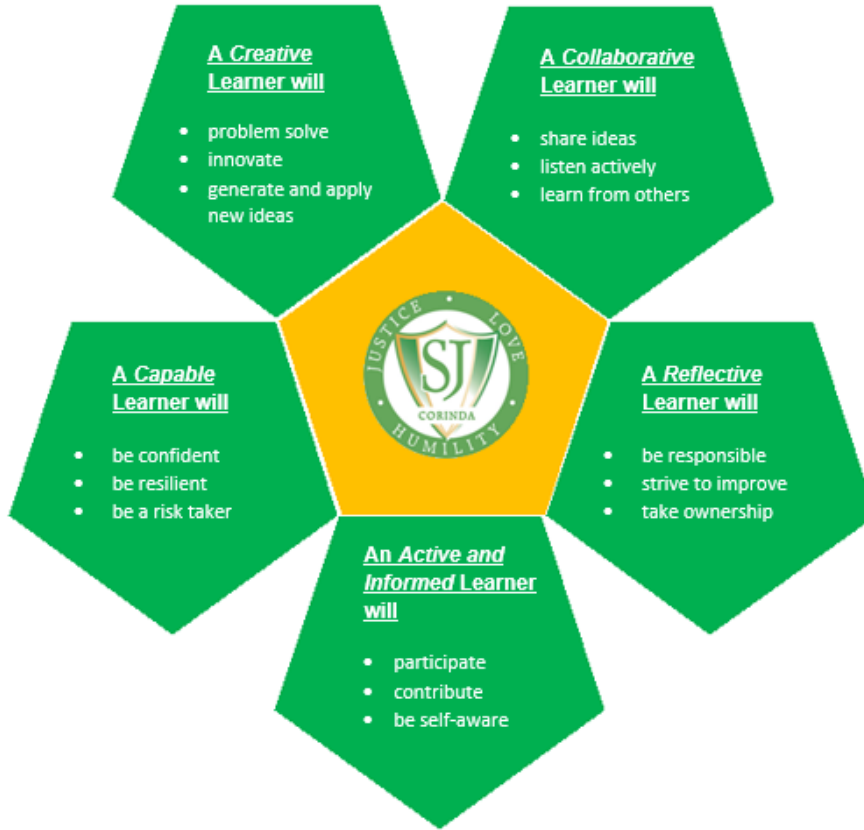 A Creative
Learner will
• problem solve
• innovate
• generate and apply
new ideas
A Collaborative
Learner will
• share ideas
• listen actively
• learn from others
JUSTICE • LOVE • HUMILITY •
SJ
CORINDA
A Capable
Learner will
• be confident
• be resilient
• be a risk taker
A Reflective
Learner will
• be responsible
• strive to improve
• take ownership
An Active and
Informed Learner
will
• participate
• contribute
• be self-aware